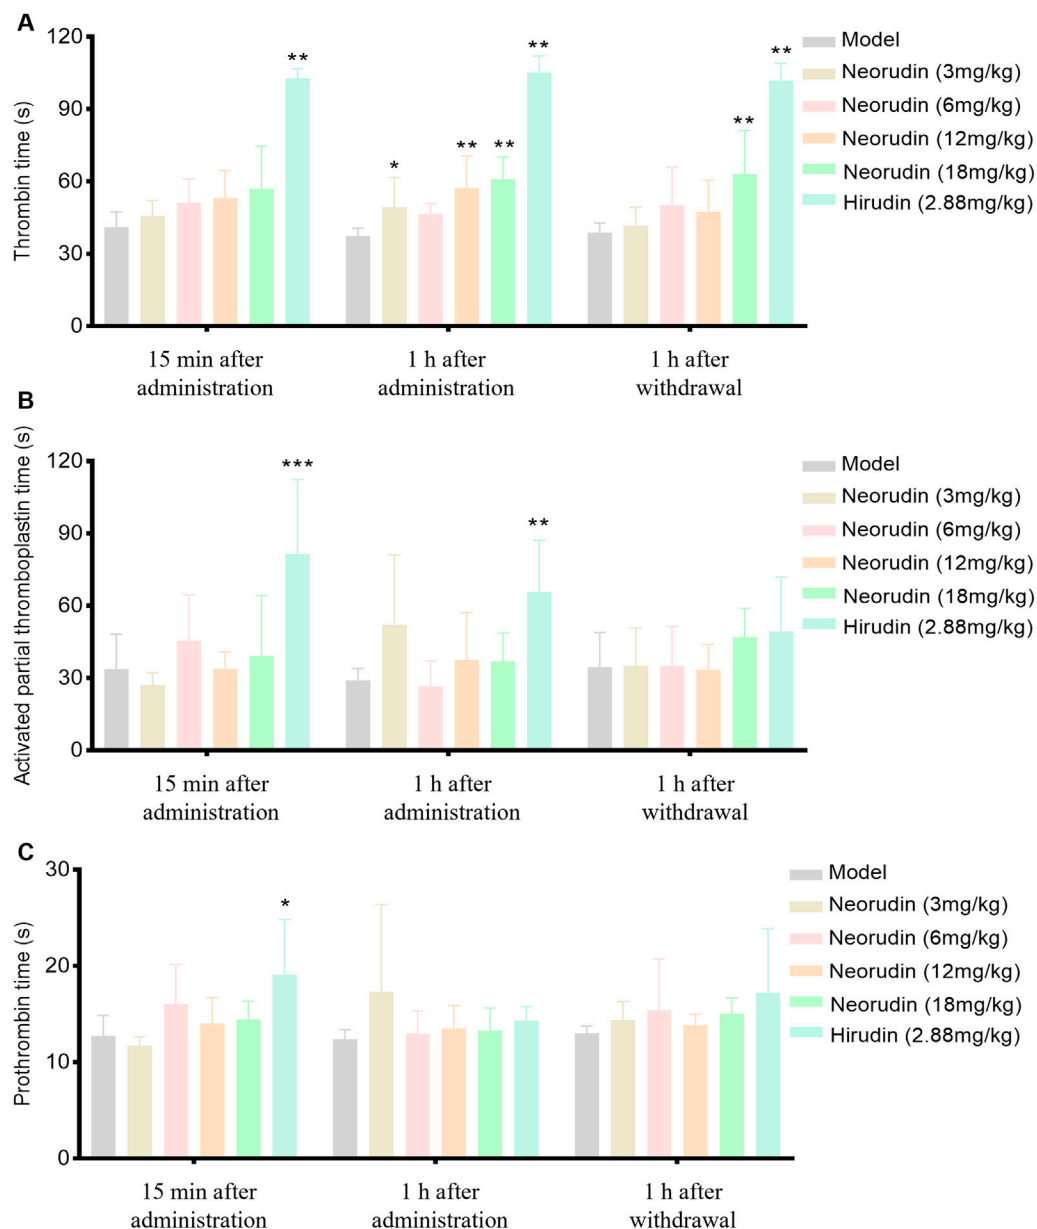 A
Thrombin time (s)
120
90
60
30
0
**
*
**
**
**
**
**
15 min after
administration
1 h after
administration
1 h after
withdrawal
Model
Neorudin (3mg/kg)
Neorudin (6mg/kg)
Neorudin (12mg/kg)
Neorudin (18mg/kg)
Hirudin (2.88mg/kg)
B
Activated partial thromboplastin time (s)
120
90
60
30
0
***
**
15 min after
administration
1 h after
administration
1 h after
withdrawal
Model
Neorudin (3mg/kg)
Neorudin (6mg/kg)
Neorudin (12mg/kg)
Neorudin (18mg/kg)
Hirudin (2.88mg/kg)
C
Prothrombin time (s)
30
20
10
0
*
15 min after
administration
1 h after
administration
1 h after
withdrawal
Model
Neorudin (3mg/kg)
Neorudin (6mg/kg)
Neorudin (12mg/kg)
Neorudin (18mg/kg)
Hirudin (2.88mg/kg)